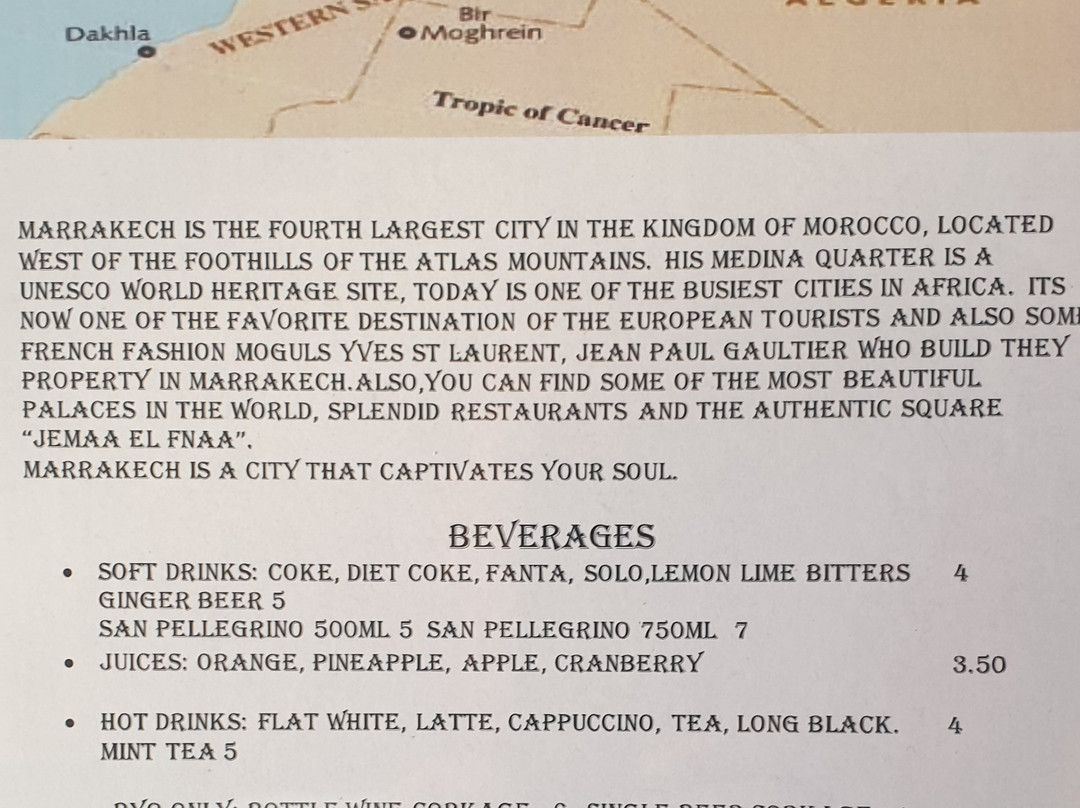 Dakhla
WESTERN
Bir
Moghrein
ALGERIA
Tropic of Cancer
MARRAKECH IS THE FOURTH LARGEST CITY IN THE KINGDOM OF MOROCCO, LOCATED
WEST OF THE FOOTHILLS OF THE ATLAS MOUNTAINS. HIS MEDINA QUARTER IS A
UNESCO WORLD HERITAGE SITE, TODAY IS ONE OF THE BUSIEST CITIES IN AFRICA. ITS
NOW ONE OF THE FAVORITE DESTINATION OF THE EUROPEAN TOURISTS AND ALSO SOME
FRENCH FASHION MOGULS YVES ST LAURENT, JEAN PAUL GAULTIER WHO BUILD THEY
PROPERTY IN MARRAKECH.ALSO,YOU CAN FIND SOME OF THE MOST BEAUTIFUL
PALACES IN THE WORLD, SPLENDID RESTAURANTS AND THE AUTHENTIC SQUARE
“JEMAA EL FNAA”.
MARRAKECH IS A CITY THAT CAPTIVATES YOUR SOUL.
BEVERAGES
• SOFT DRINKS: COKE, DIET COKE, FANTA, SOLO,LEMON LIME BITTERS 4
GINGER BEER 5
SAN PELLEGRINO 500ML 5 SAN PELLEGRINO 750ML 7
• JUICES: ORANGE, PINEAPPLE, APPLE, CRANBERRY 3.50
• HOT DRINKS: FLAT WHITE, LATTE, CAPPUCCINO, TEA, LONG BLACK. 4
MINT TEA 5